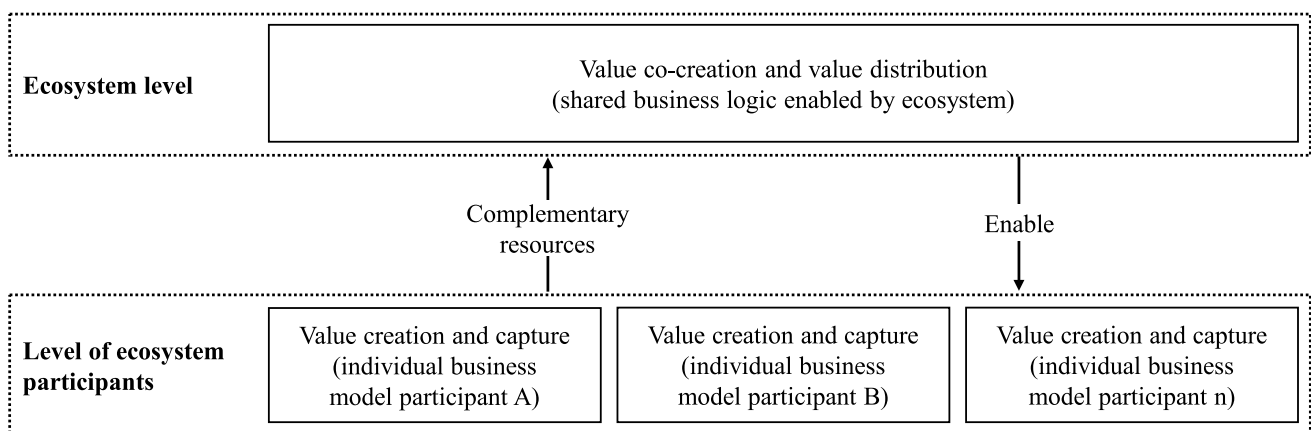 Ecosystem level
Value co-creation and value distribution
(shared business logic enabled by ecosystem)
Complementary
resources
Enable
Level of ecosystem
participants
Value creation and capture
(individual business
model participant A)
Value creation and capture
(individual business
model participant B)
Value creation and capture
(individual business
model participant n)